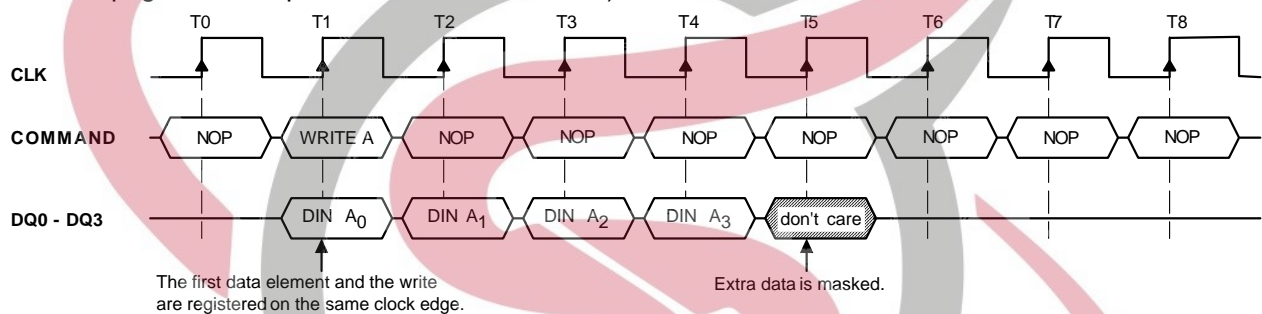 T0 T1 T2 T3 T4 T5 T6 T7 T8
CLK
COMMAND NOP WRITE A NOP NOP NOP NOP NOP NOP NOP
DQ0 - DQ3 DIN A0 DIN A1 DIN A2 DIN A3 don't care
The first data element and the write
are registered on the same clock edge.
Extra data is masked.